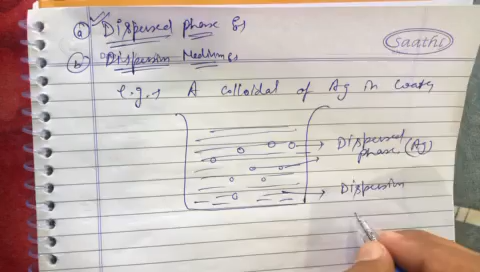 (a) Dispersed Phase :-
saathi
(b) Dispersion Medium :-
e.g., A colloidal of Ag in water
Dispersed
phase (Ag)
Dispersion